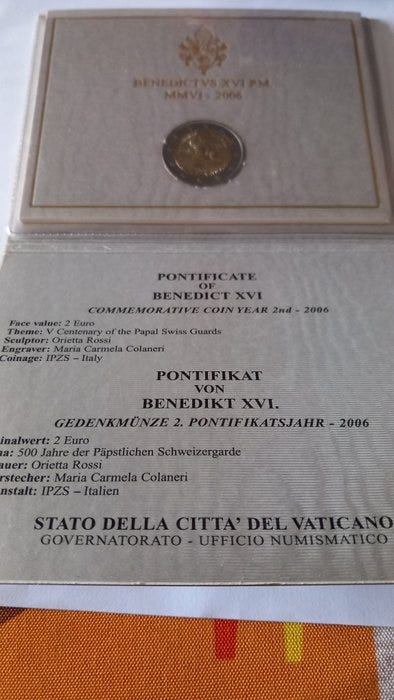 BENEDICTVS XVI P.M.
MMVI - 2006
PONTIFICATE
OF
BENEDICT XVI
COMMEMORATIVE COIN YEAR 2nd - 2006
Face value: 2 Euro
Theme: V Centenary of the Papal Swiss Guards
Sculptor: Orietta Rossi
Engraver: Maria Carmela Colaneri
Coinage: IPZS – Italy
PONTIFIKAT
VON
BENEDIKT XVI.
GEDENKMÜNZE 2. PONTIFIKATSJAHR - 2006
inalwert: 2 Euro
na: 500 Jahre der Päpstlichen Schweizergarde
auer: Orietta Rossi
erstecher: Maria Carmela Colaneri
nstalt: IPZS – Italien
STATO DELLA CITTA' DEL VATICANO
GOVERNATORATO - UFFICIO NUMISMATICO